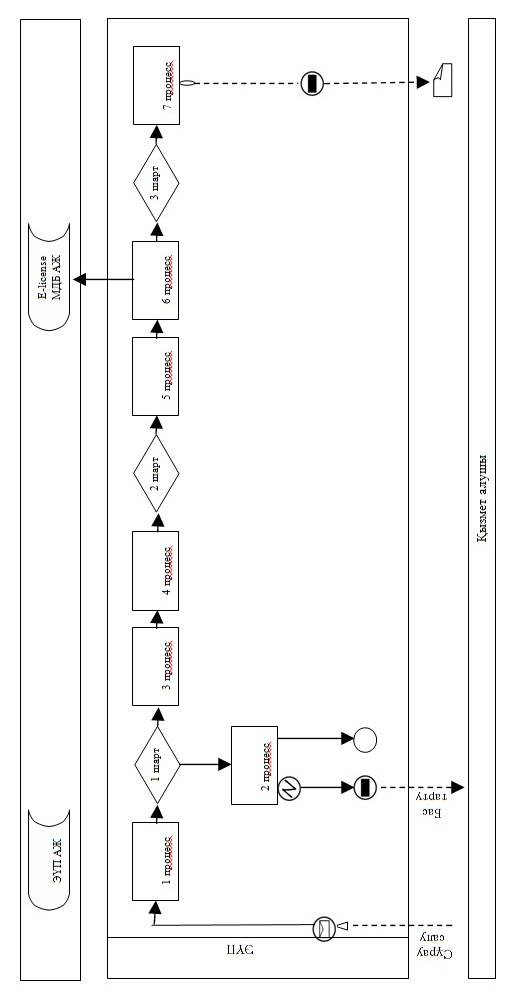 ЭҮП АЖ
E-license
МДБ АЖ
ЭҮП
1 процесс
1 шарт
2 процесс
3 процесс
4 процесс
2 шарт
5 процесс
6 процесс
3 шарт
7 процесс
Сұрау
салу
Бас
тарту
Қызмет алушы